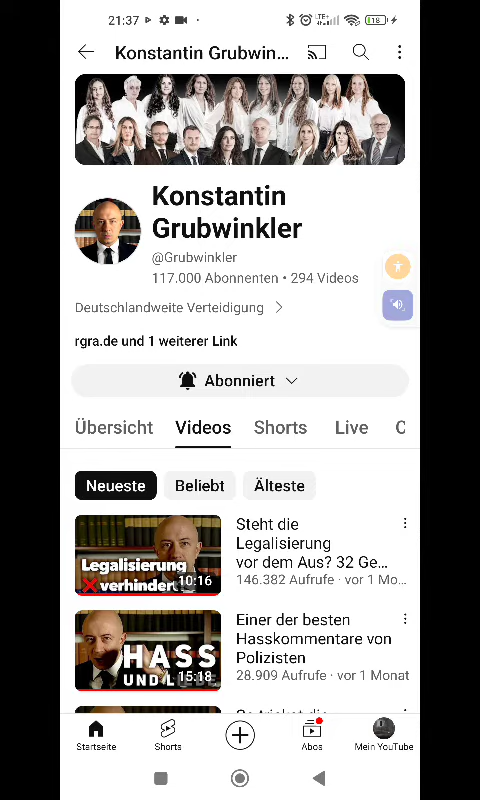 21:37
LTE+
18
Konstantin Grubwin...
Konstantin
Grubwinkler
@Grubwinkler
117.000 Abonnenten • 294 Videos
Deutschlandweite Verteidigung
rgra.de und 1 weiterer Link
Abonniert
Übersicht Videos Shorts Live
Neueste Beliebt Älteste
Legalisierung
verhindert
10:16
Steht die
Legalisierung
vor dem Aus? 32 Ge...
146.382 Aufrufe · vor 1 Mo...
HASS
UND
15:18
Einer der besten
Hasskommentare von
Polizisten
28.909 Aufrufe · vor 1 Monat
Startseite Shorts Abos Mein YouTube